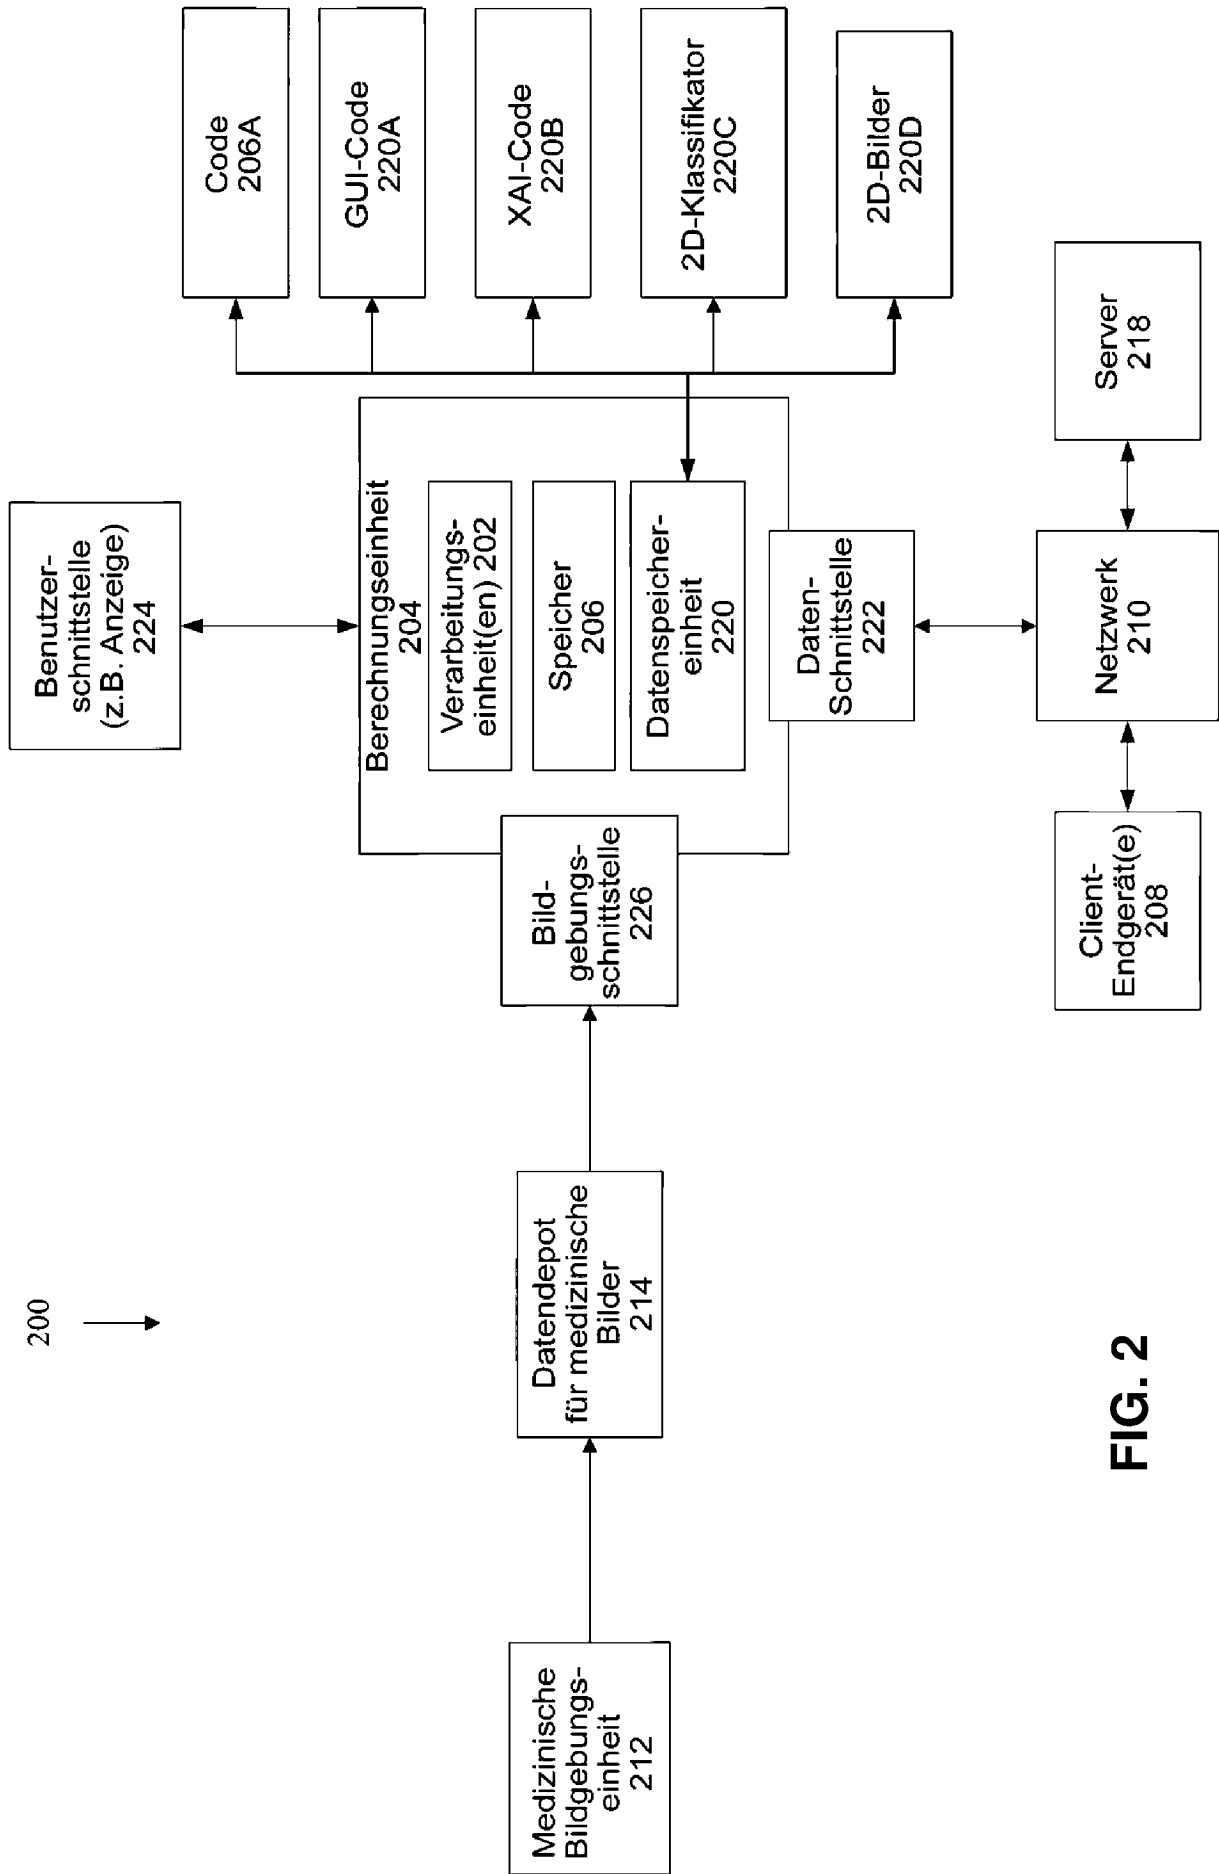 200
Medizinische
Bildgebungs-
einheit
212
Datendepot
für medizinische
Bilder
214
Bild-
gebungs-
schnittstelle
226
Benutzer-
schnittstelle
(z.B. Anzeige)
224
Berechnungseinheit
204
Verarbeitungs-
einheit(en) 202
Speicher
206
Datenspeicher-
einheit
220
Daten-
Schnittstelle
222
Code
206A
GUI-Code
220A
XAI-Code
220B
2D-Klassifikator
220C
2D-Bilder
220D
Client-
Endgerät(e)
208
Netzwerk
210
Server
218
FIG. 2